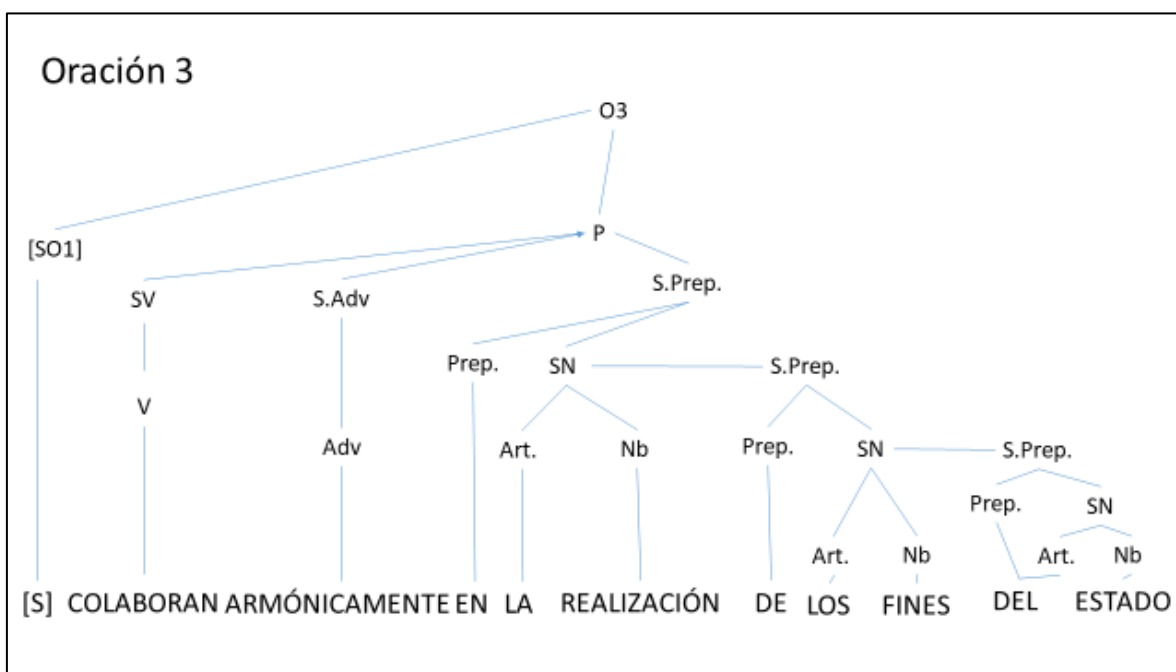 Oración 3
O3
[SO1]
P
SV
S.Adv
S.Prep.
Prep.
SN
S.Prep.
V
Adv
Art.
Nb
Prep.
SN
S.Prep.
Prep.
SN
Art.
Nb
Art.
Nb
[S] COLABORAN ARMÓNICAMENTE EN LA REALIZACIÓN DE LOS FINES DEL ESTADO